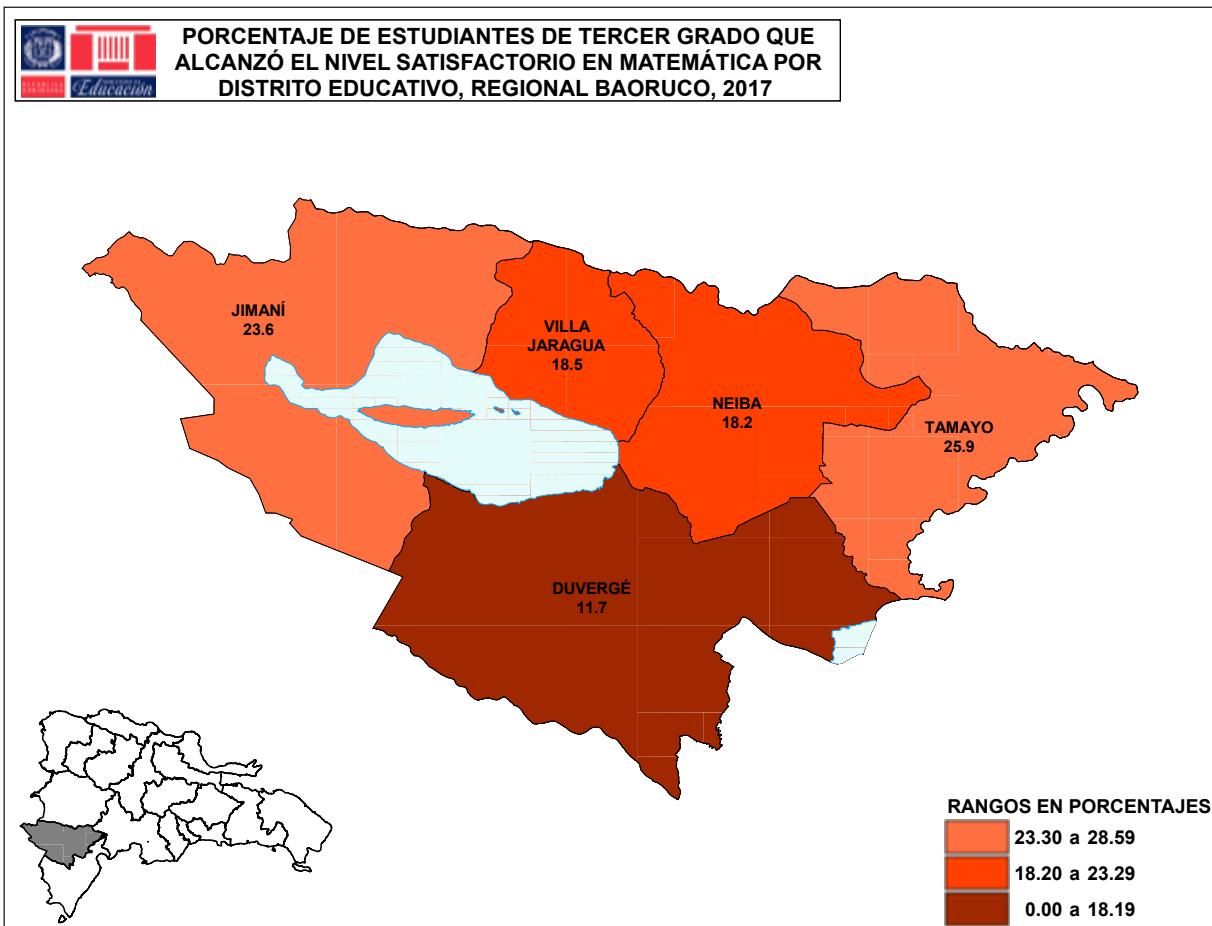 PORCENTAJE DE ESTUDIANTES DE TERCER GRADO QUE
ALCANZÓ EL NIVEL SATISFACTORIO EN MATEMÁTICA POR
DISTRITO EDUCATIVO, REGIONAL BAORUCO, 2017
REPÚBLICA
DOMINICANA
Educación
JIMANÍ
23.6
VILLA
JARAGUA
18.5
NEIBA
18.2
TAMAYO
25.9
DUVERGÉ
11.7
RANGOS EN PORCENTAJES
23.30 a 28.59
18.20 a 23.29
0.00 a 18.19